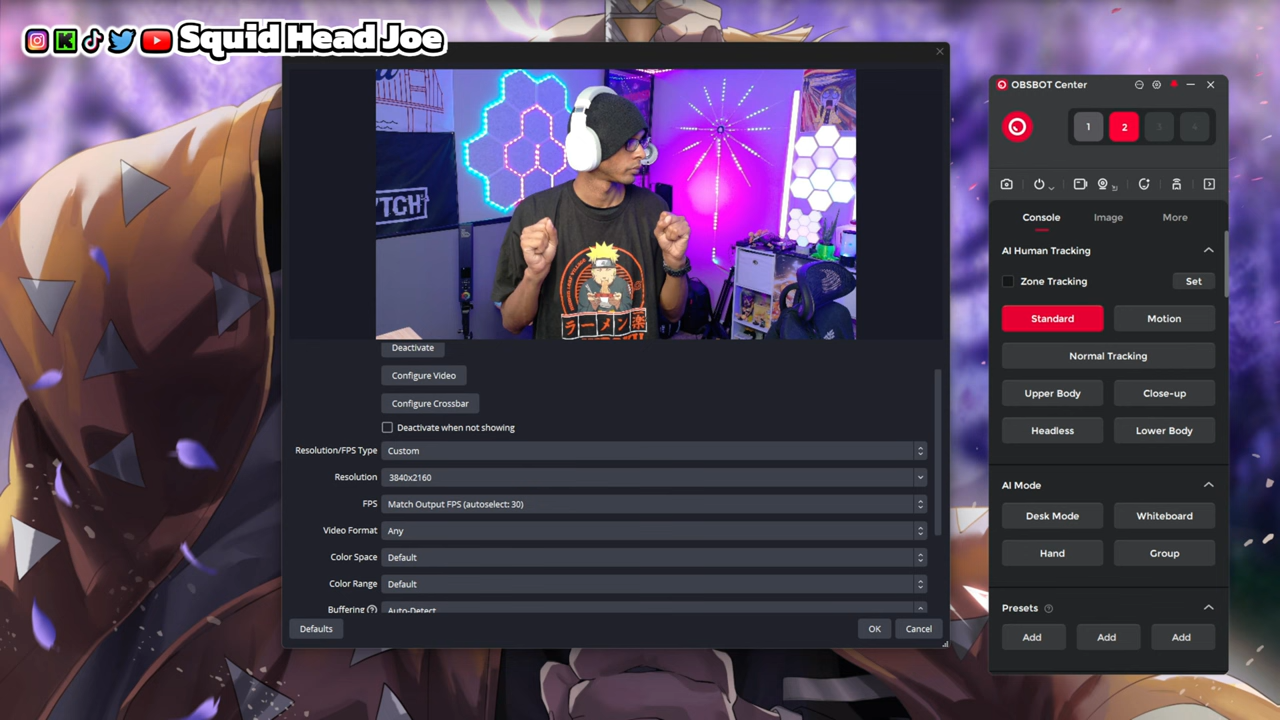 Squid Head Joe
OBSBOT Center
1
2
3
4
Console
Image
More
AI Human Tracking
Zone Tracking
Set
Standard
Motion
Normal Tracking
Upper Body
Close-up
Headless
Lower Body
AI Mode
Desk Mode
Whiteboard
Hand
Group
Presets
Add
Add
Add
YTCH
ラーメン楽
Deactivate
Configure Video
Configure Crossbar
Deactivate when not showing
Resolution/FPS Type
Custom
Resolution
3840x2160
FPS
Match Output FPS (autoselect: 30)
Video Format
Any
Color Space
Default
Color Range
Default
Buffering
Auto-Detect
Defaults
OK
Cancel